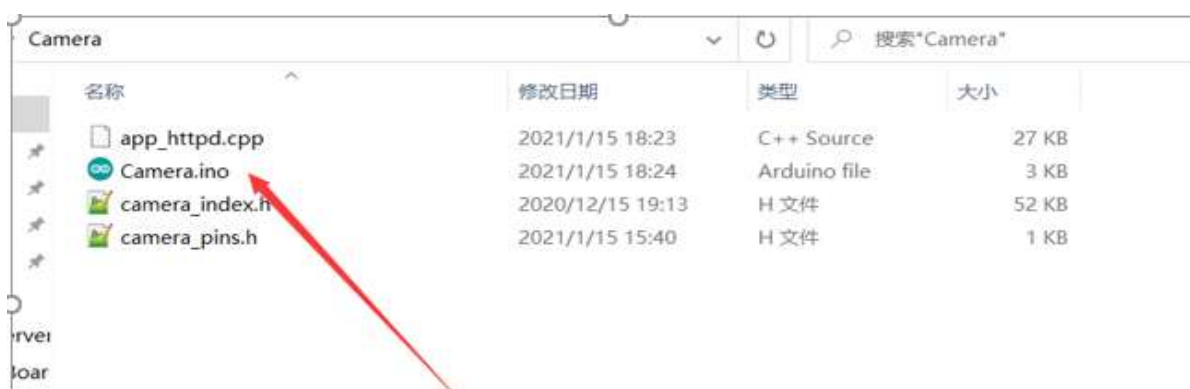 Camera 搜索"Camera"
名称 修改日期 类型 大小
app_httpd.cpp 2021/1/15 18:23 C++ Source 27 KB
Camera.ino 2021/1/15 18:24 Arduino file 3 KB
camera_index.h 2020/12/15 19:13 H 文件 52 KB
camera_pins.h 2021/1/15 15:40 H 文件 1 KB